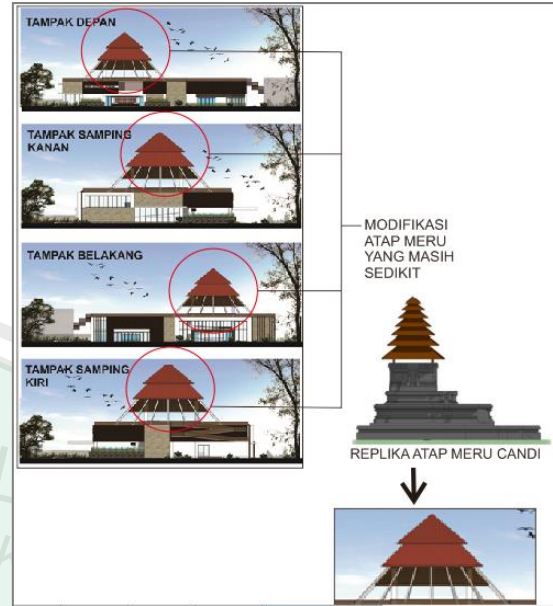 TAMPAK DEPAN
TAMPAK SAMPING
KANAN
TAMPAK BELAKANG
TAMPAK SAMPING
KIRI
MODIFIKASI
ATAP MERU
YANG MASIH
SEDIKIT
REPLIKA ATAP MERU CANDI